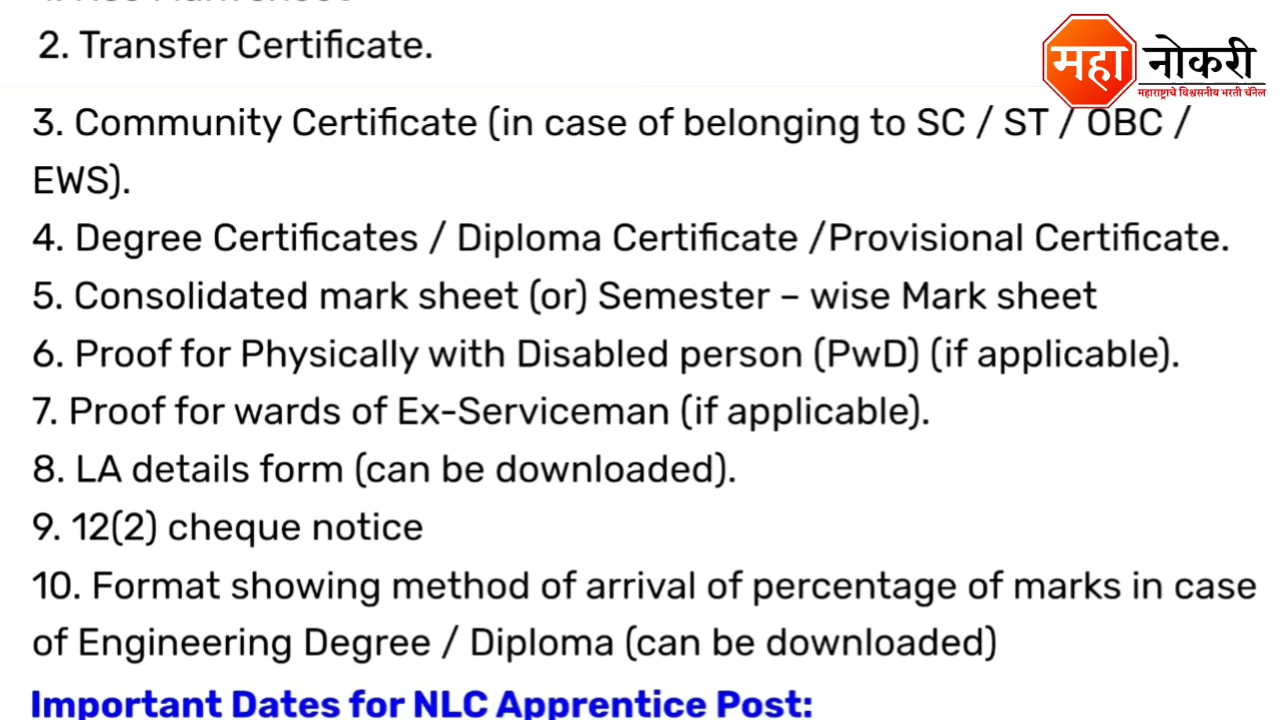 2. Transfer Certificate.
महा नोकरी
महाराष्ट्राचे विश्वसनीय भरती चॅनेल
3. Community Certificate (in case of belonging to SC / ST / OBC /
EWS).
4. Degree Certificates / Diploma Certificate /Provisional Certificate.
5. Consolidated mark sheet (or) Semester – wise Mark sheet
6. Proof for Physically with Disabled person (PwD) (if applicable).
7. Proof for wards of Ex-Serviceman (if applicable).
8. LA details form (can be downloaded).
9. 12(2) cheque notice
10. Format showing method of arrival of percentage of marks in case
of Engineering Degree / Diploma (can be downloaded)
Important Dates for NLC Apprentice Post: